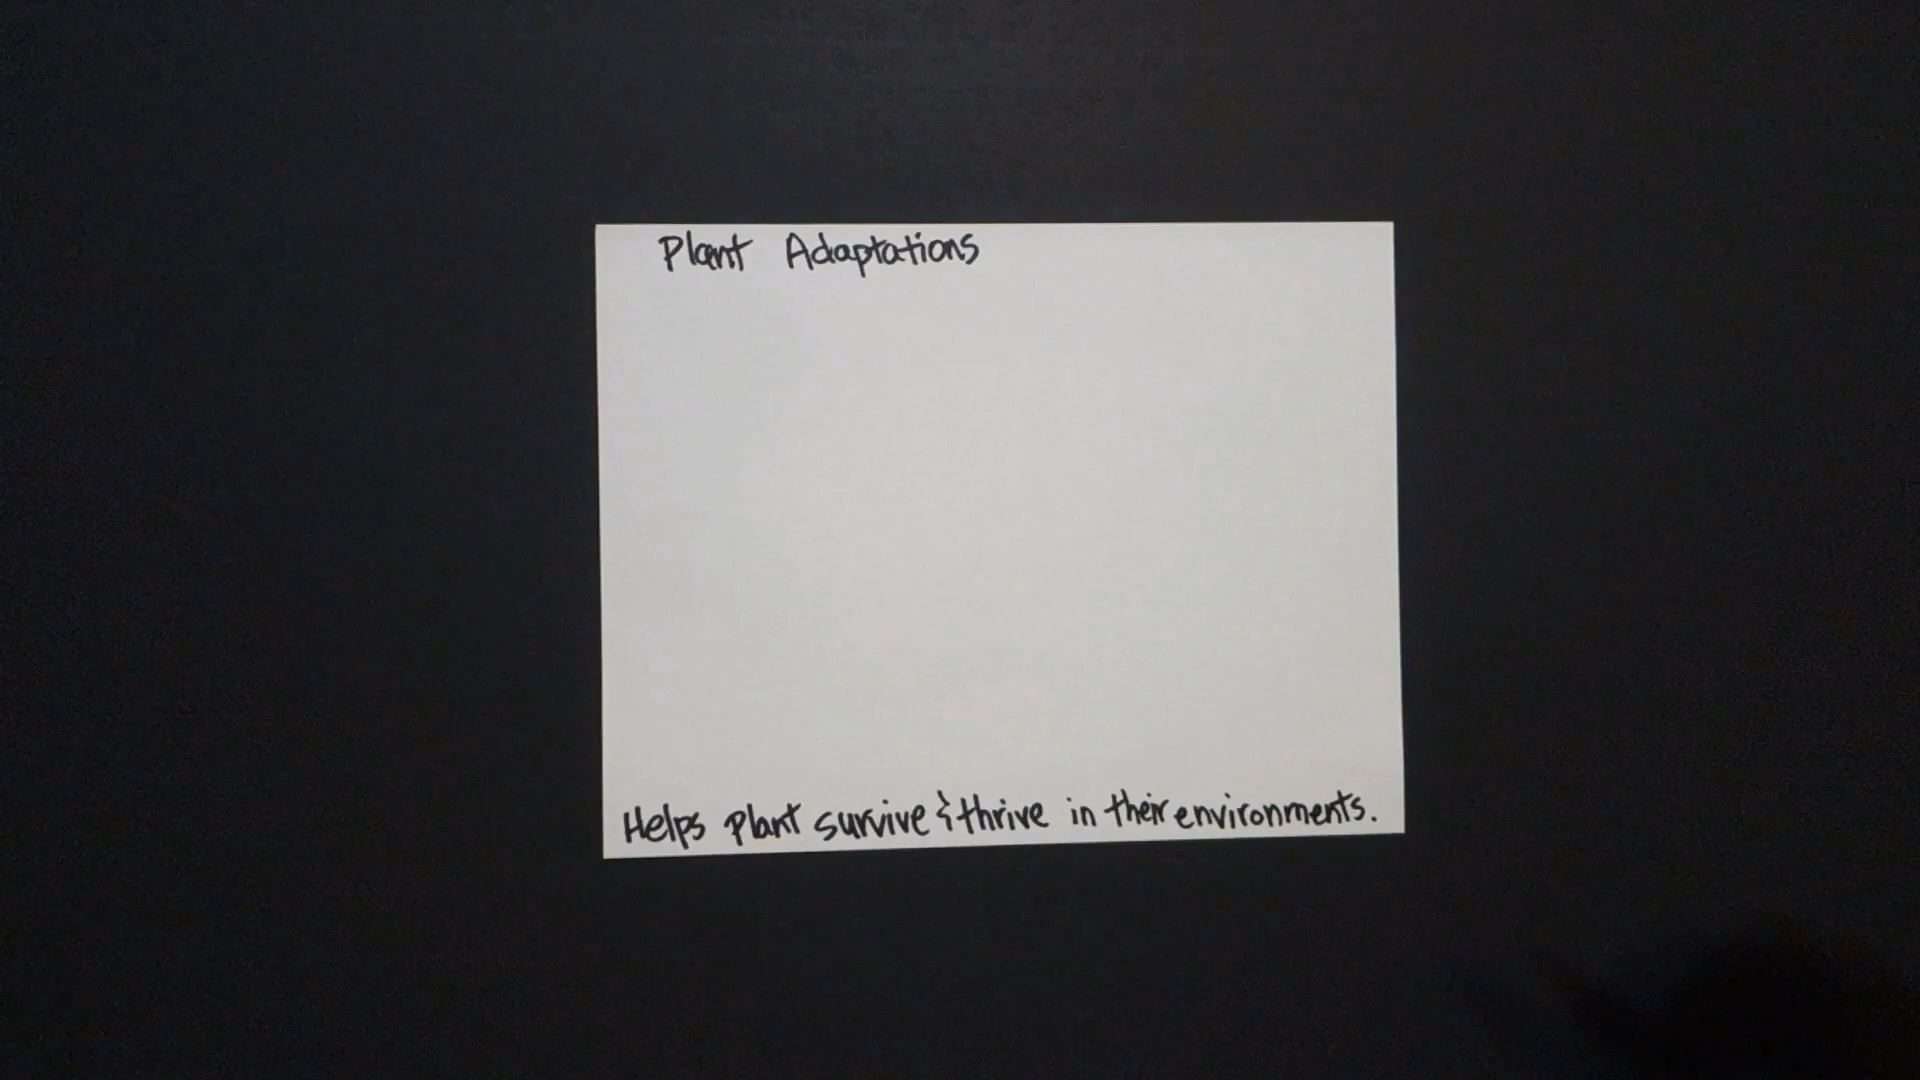 Plant Adaptations
Helps plant survive & thrive in their environments.